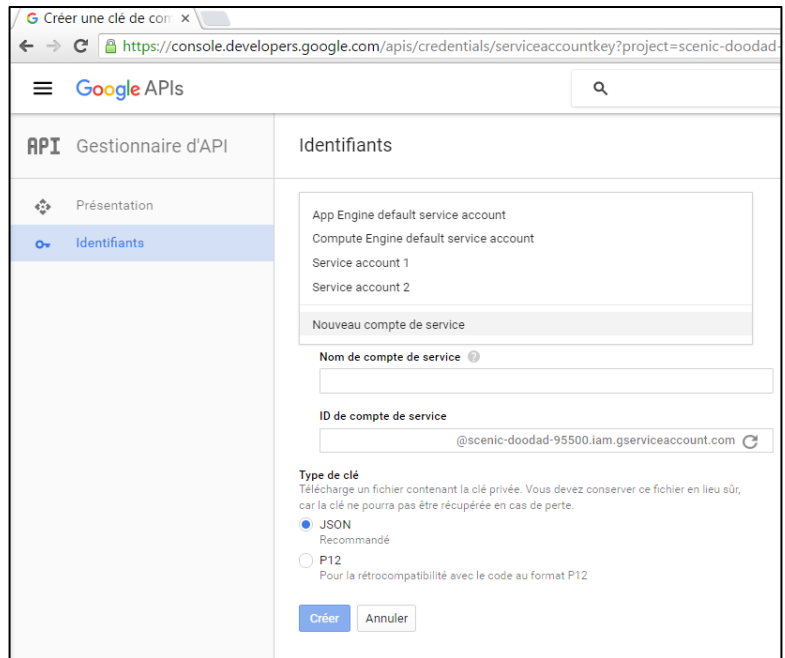 Créer une clé de com
https://console.developers.google.com/apis/credentials/serviceaccountkey?project=scenic-doodad-
Google APIs
API Gestionnaire d'API
Identifiants
Présentation
Identifiants
App Engine default service account
Compute Engine default service account
Service account 1
Service account 2
Nouveau compte de service
Nom de compte de service
ID de compte de service
@scenic-doodad-95500.iam.gserviceaccount.com
Type de clé
Télécharge un fichier contenant la clé privée. Vous devez conserver ce fichier en lieu sûr,
car la clé ne pourra pas être récupérée en cas de perte.
JSON
Recommandé
P12
Pour la rétrocompatibilité avec le code au format P12
Créer Annuler